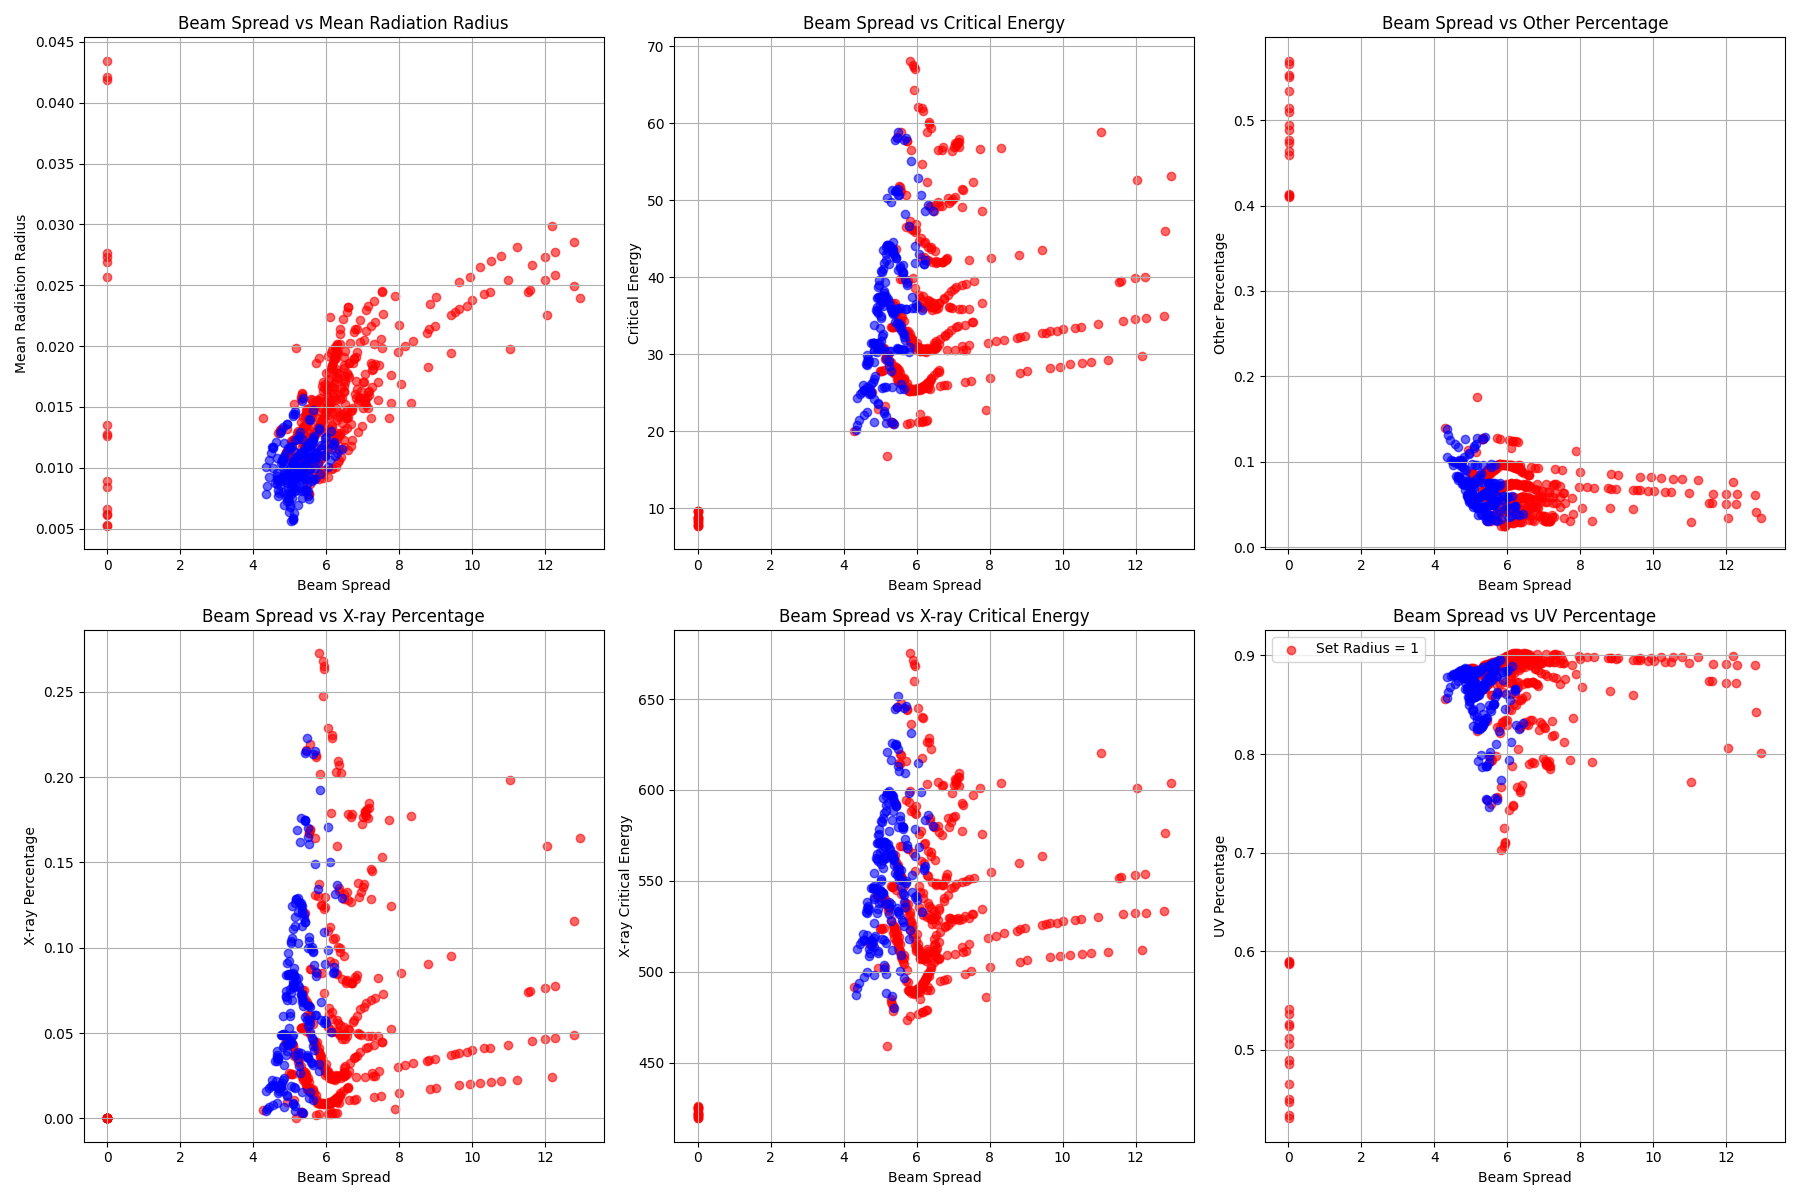 Beam Spread vs Mean Radiation Radius
Mean Radiation Radius
0.045
0.040
0.035
0.030
0.025
0.020
0.015
0.010
0.005
0 2 4 6 8 10 12
Beam Spread
Beam Spread vs Critical Energy
Critical Energy
70
60
50
40
30
20
10
0 2 4 6 8 10 12
Beam Spread
Beam Spread vs Other Percentage
Other Percentage
0.5
0.4
0.3
0.2
0.1
0.0
0 2 4 6 8 10 12
Beam Spread
Beam Spread vs X-ray Percentage
X-ray Percentage
0.25
0.20
0.15
0.10
0.05
0.00
0 2 4 6 8 10 12
Beam Spread
Beam Spread vs X-ray Critical Energy
X-ray Critical Energy
650
600
550
500
450
0 2 4 6 8 10 12
Beam Spread
Beam Spread vs UV Percentage
Set Radius = 1
UV Percentage
0.9
0.8
0.7
0.6
0.5
0 2 4 6 8 10 12
Beam Spread